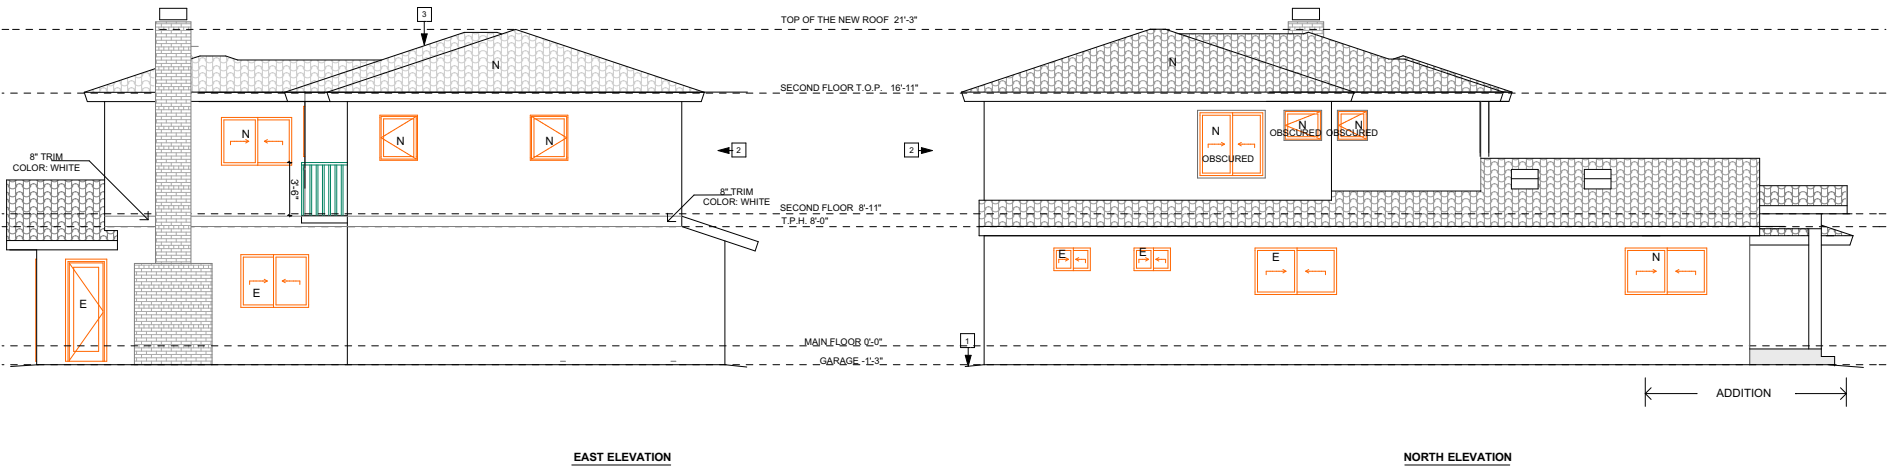 3
TOP OF THE NEW ROOF 21'-3"
N
N
SECOND FLOOR T.O.P. 16'-11"
N
N
N
N
N
N
OBSCURED OBSCURED
2
2
8" TRIM
COLOR: WHITE
OBSCURED
3'-6"
8" TRIM
COLOR: WHITE
SECOND FLOOR 8'-11"
T.P.H. 8'-0"
E
E
E
N
E
E
MAIN FLOOR 0'-0"
1
GARAGE -1'-3"
ADDITION
EAST ELEVATION
NORTH ELEVATION